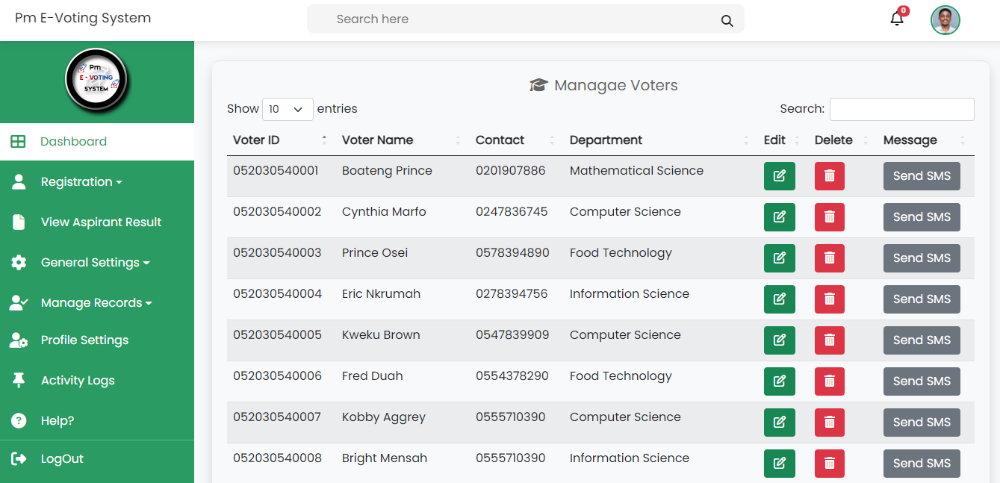 Pm E-Voting System
Search here
0
Pm
E - VOTING
SYSTEM
Dashboard
Registration
View Aspirant Result
General Settings
Manage Records
Profile Settings
Activity Logs
Help?
LogOut
Managae Voters
Show 10 entries
Search:
Voter ID Voter Name Contact Department Edit Delete Message
052030540001 Boateng Prince 0201907886 Mathematical Science Send SMS
052030540002 Cynthia Marfo 0247836745 Computer Science Send SMS
052030540003 Prince Osei 0578394890 Food Technology Send SMS
052030540004 Eric Nkrumah 0278394756 Information Science Send SMS
052030540005 Kweku Brown 0547839909 Computer Science Send SMS
052030540006 Fred Duah 0554378290 Food Technology Send SMS
052030540007 Kobby Aggrey 0555710390 Computer Science Send SMS
052030540008 Bright Mensah 0555710390 Information Science Send SMS